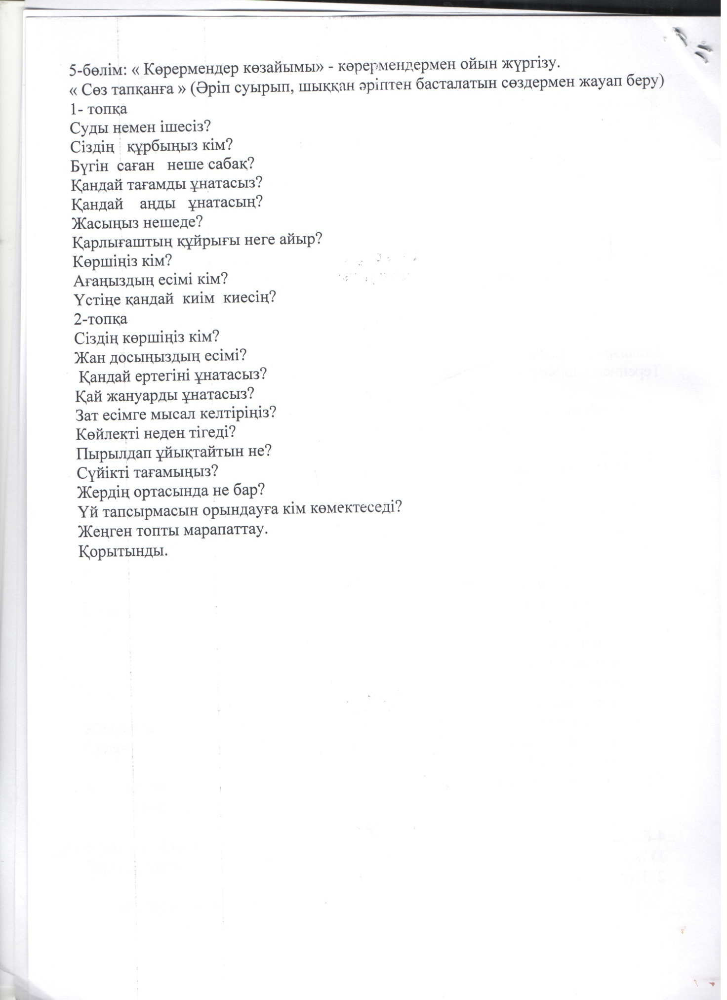 5-бөлім: « Көрермендер көзайымы» - көрермендермен ойын жүргізу.
« Сөз тапқанға » (Әріп суырып, шыққан әріптен басталатын сөздермен жауап беру)
1- топқа
Суды немен ішесіз?
Сіздің құрбыңыз кім?
Бүгін саған неше сабақ?
Қандай тағамды ұнатасыз?
Қандай аңды ұнатасың?
Жасыңыз нешеде?
Қарлығаштың құйрығы неге айыр?
Көршіңіз кім?
Ағаңыздың есімі кім?
Үстіңе қандай киім киесің?
2-топқа
Сіздің көршіңіз кім?
Жан досыңыздың есімі?
Қандай ертегіні ұнатасыз?
Қай жануарды ұнатасыз?
Зат есімге мысал келтіріңіз?
Көйлекті неден тігеді?
Пырылдап ұйықтайтын не?
Сүйікті тағамыңыз?
Жердің ортасында не бар?
Үй тапсырмасын орындауға кім көмектеседі?
Жеңген топты марапаттау.
Қорытынды.